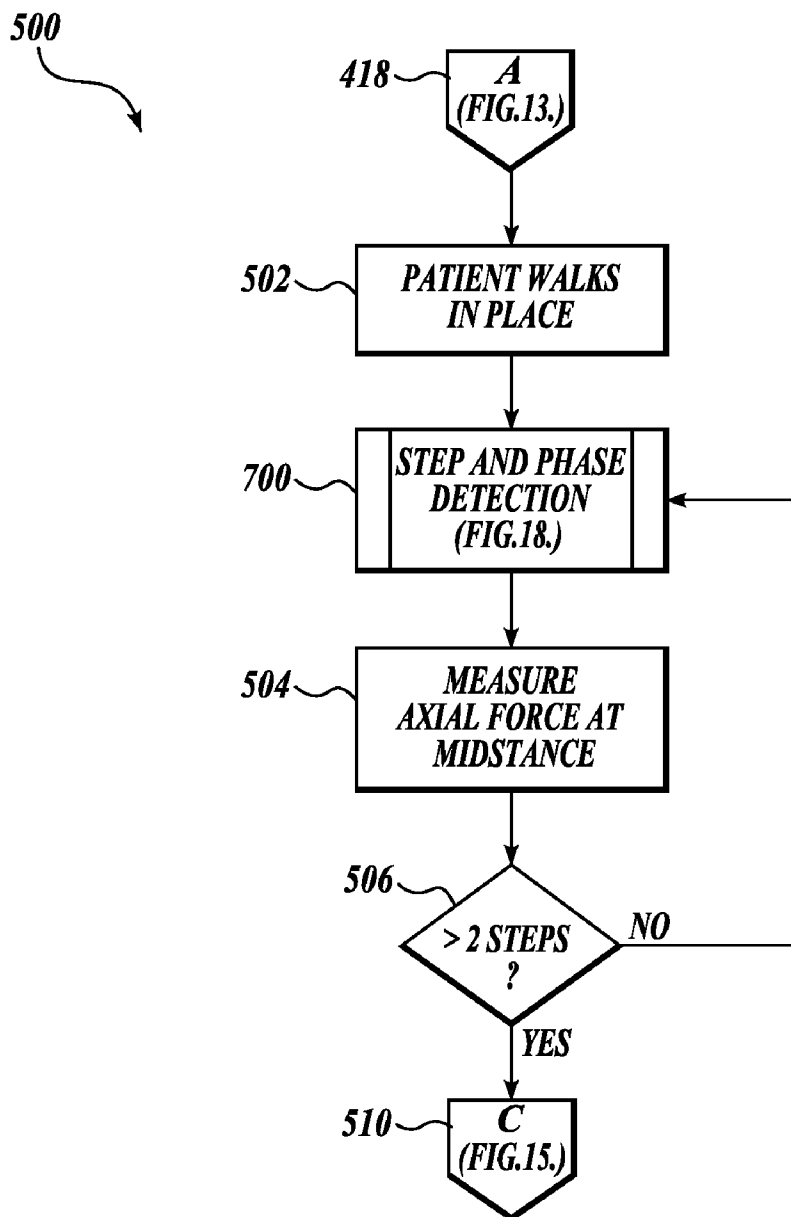 500
418
A
(FIG.13.)
502
PATIENT WALKS
IN PLACE
700
STEP AND PHASE
DETECTION
(FIG.18.)
504
MEASURE
AXIAL FORCE AT
MIDSTANCE
506
> 2 STEPS
?
NO
YES
510
C
(FIG.15.)